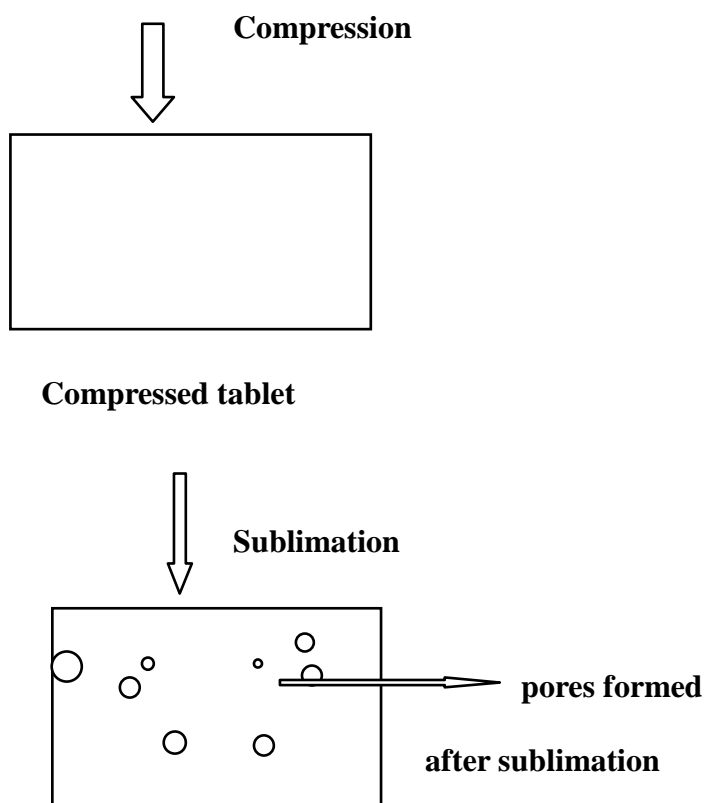 Compression
Compressed tablet
Sublimation
pores formed
after sublimation